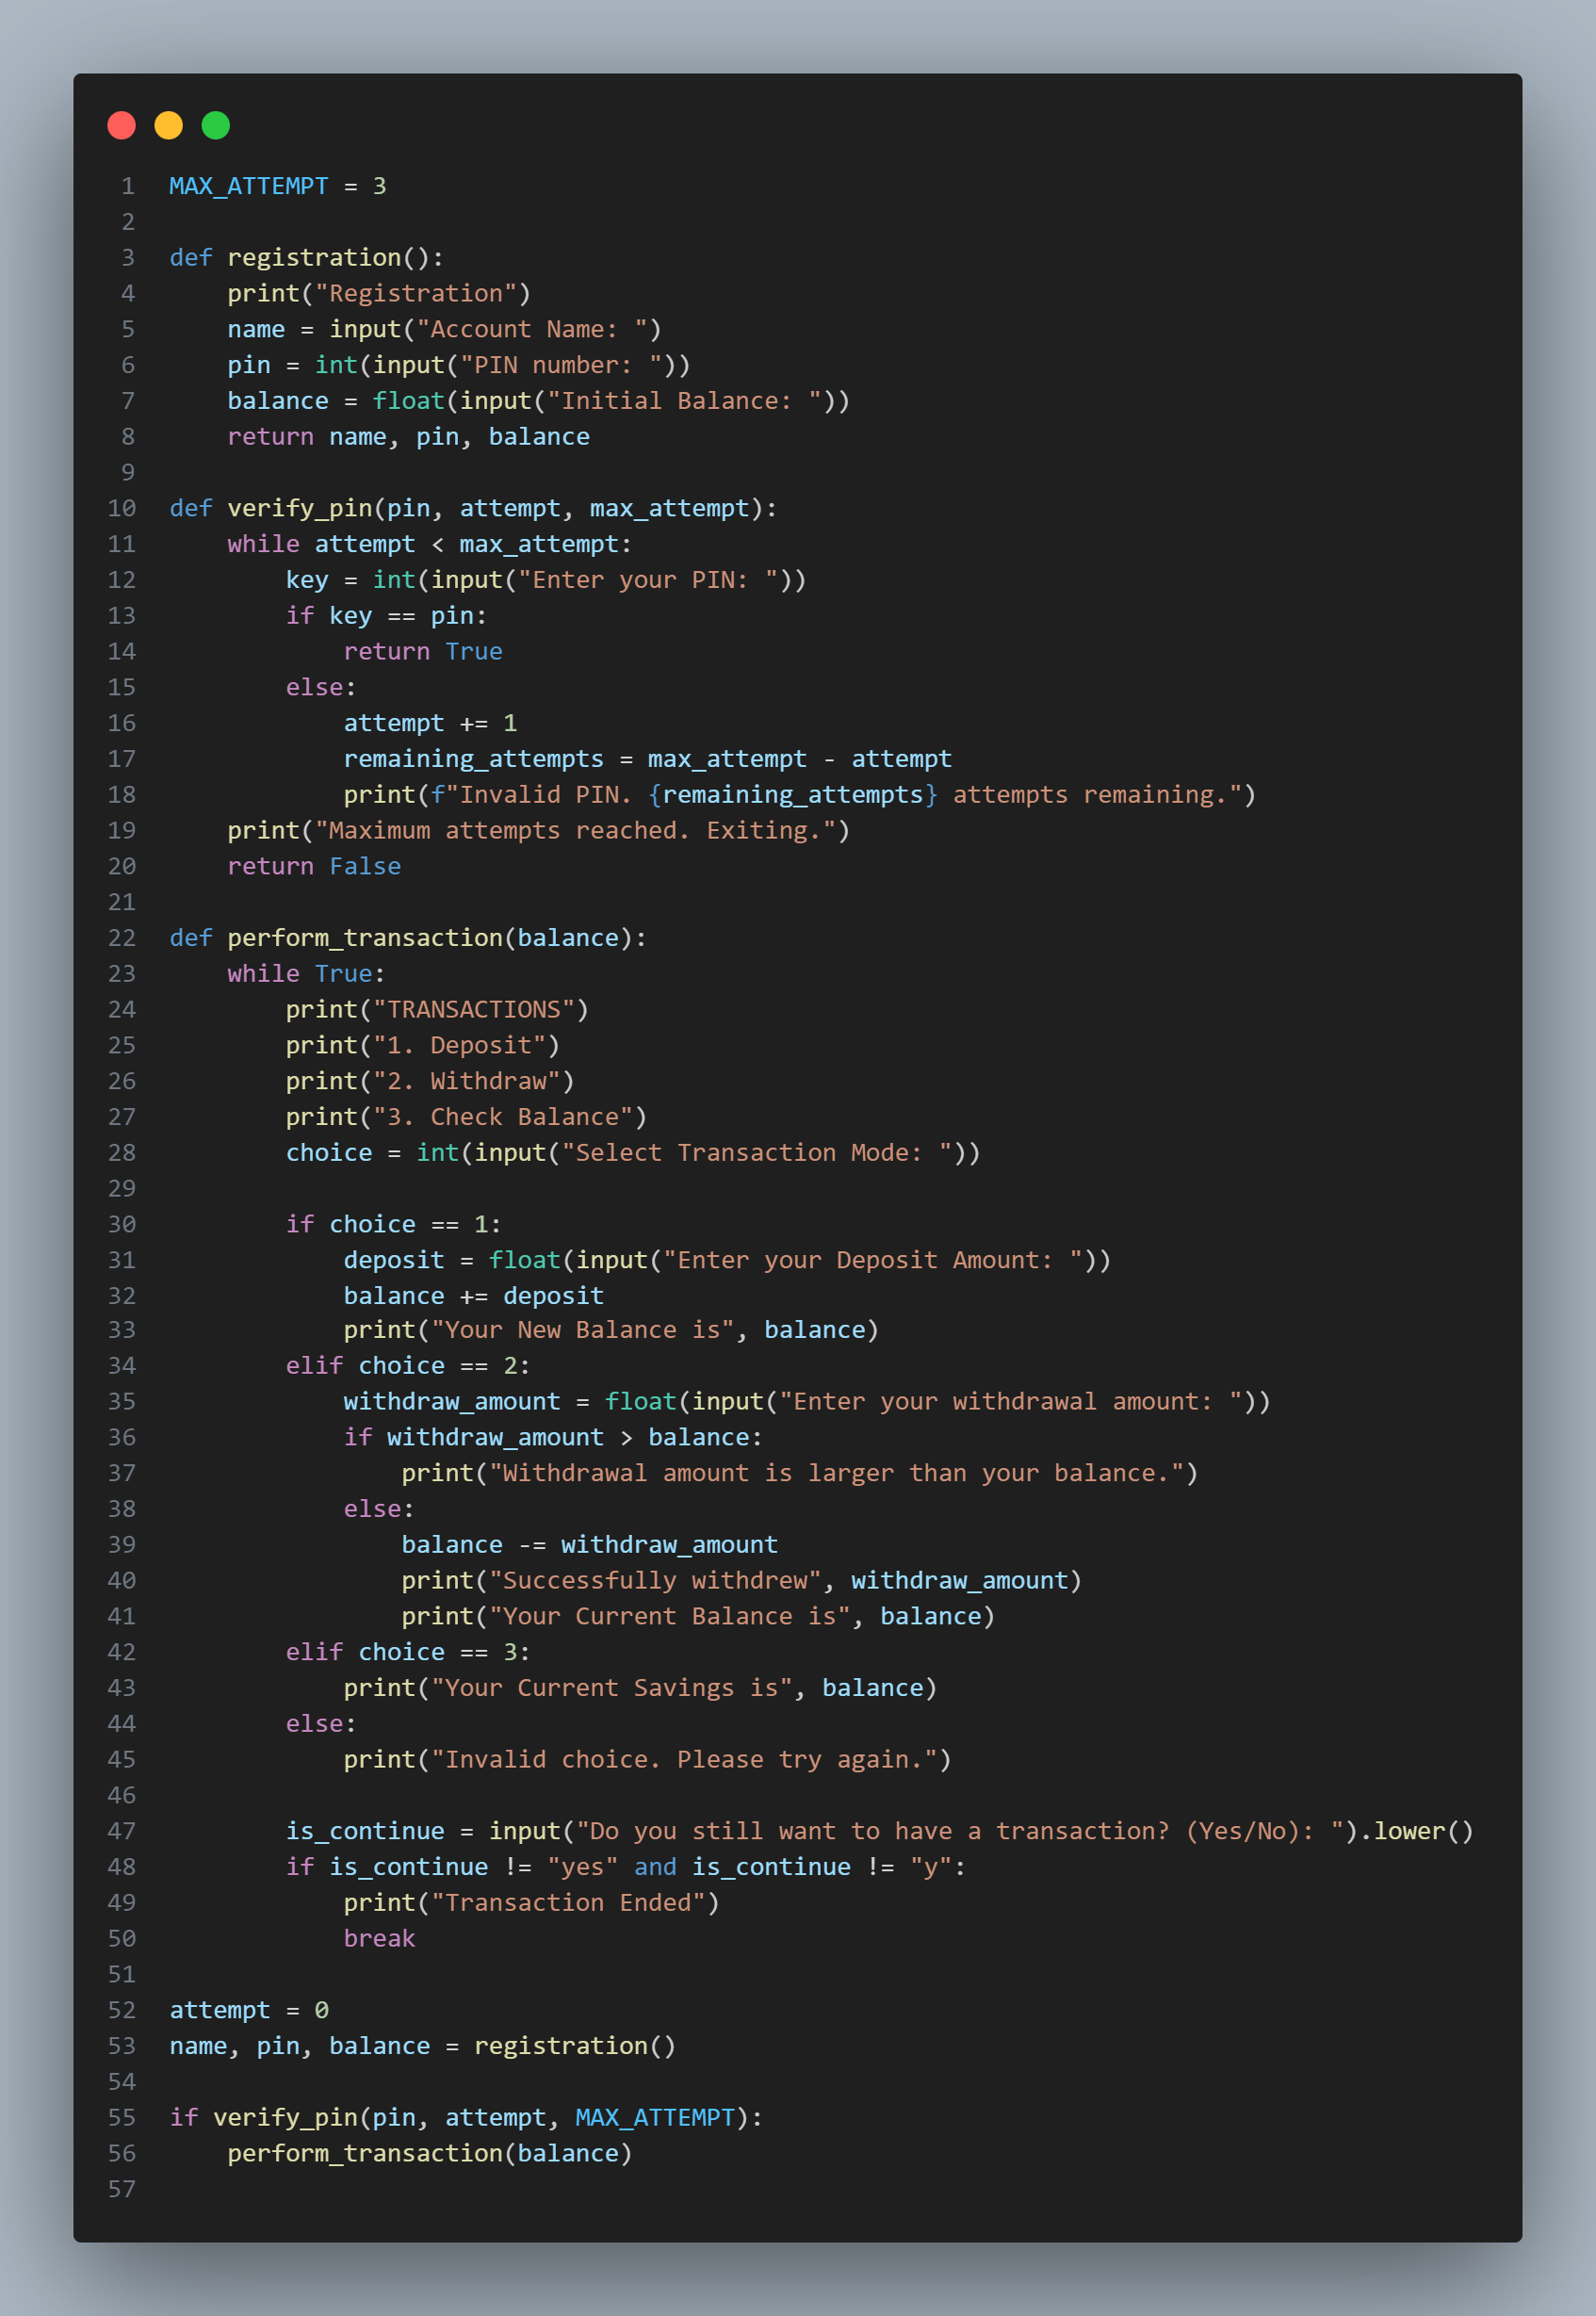 1 MAX_ATTEMPT = 3
2
3 def registration():
4     print("Registration")
5     name = input("Account Name: ")
6     pin = int(input("PIN number: "))
7     balance = float(input("Initial Balance: "))
8     return name, pin, balance
9
10 def verify_pin(pin, attempt, max_attempt):
11     while attempt < max_attempt:
12         key = int(input("Enter your PIN: "))
13         if key == pin:
14             return True
15         else:
16             attempt += 1
17             remaining_attempts = max_attempt - attempt
18             print(f"Invalid PIN. {remaining_attempts} attempts remaining.")
19     print("Maximum attempts reached. Exiting.")
20     return False
21
22 def perform_transaction(balance):
23     while True:
24         print("TRANSACTIONS")
25         print("1. Deposit")
26         print("2. Withdraw")
27         print("3. Check Balance")
28         choice = int(input("Select Transaction Mode: "))
29
30         if choice == 1:
31             deposit = float(input("Enter your Deposit Amount: "))
32             balance += deposit
33             print("Your New Balance is", balance)
34         elif choice == 2:
35             withdraw_amount = float(input("Enter your withdrawal amount: "))
36             if withdraw_amount > balance:
37                 print("Withdrawal amount is larger than your balance.")
38             else:
39                 balance -= withdraw_amount
40                 print("Successfully withdrew", withdraw_amount)
41                 print("Your Current Balance is", balance)
42         elif choice == 3:
43             print("Your Current Savings is", balance)
44         else:
45             print("Invalid choice. Please try again.")
46
47         is_continue = input("Do you still want to have a transaction? (Yes/No): ").lower()
48         if is_continue != "yes" and is_continue != "y":
49             print("Transaction Ended")
50             break
51
52 attempt = 0
53 name, pin, balance = registration()
54
55 if verify_pin(pin, attempt, MAX_ATTEMPT):
56     perform_transaction(balance)
57